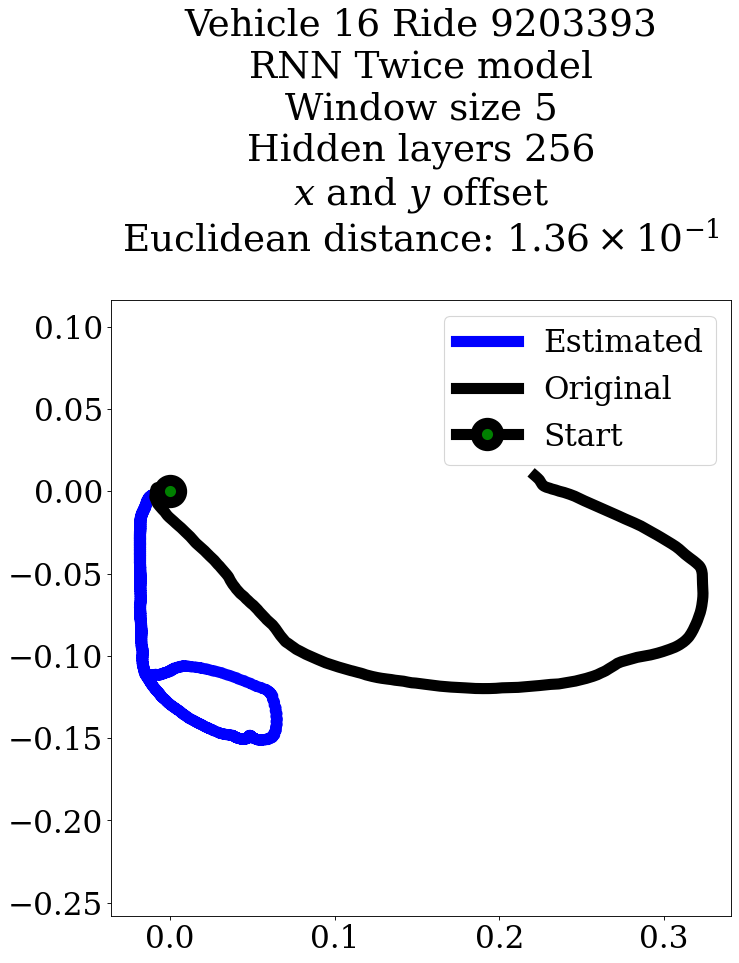 Vehicle 16 Ride 9203393
RNN Twice model
Window size 5
Hidden layers 256
x and y offset
Euclidean distance: 1.36 × 10⁻¹
Estimated
Original
Start
0.10
0.05
0.00
−0.05
−0.10
−0.15
−0.20
−0.25
0.0 0.1 0.2 0.3